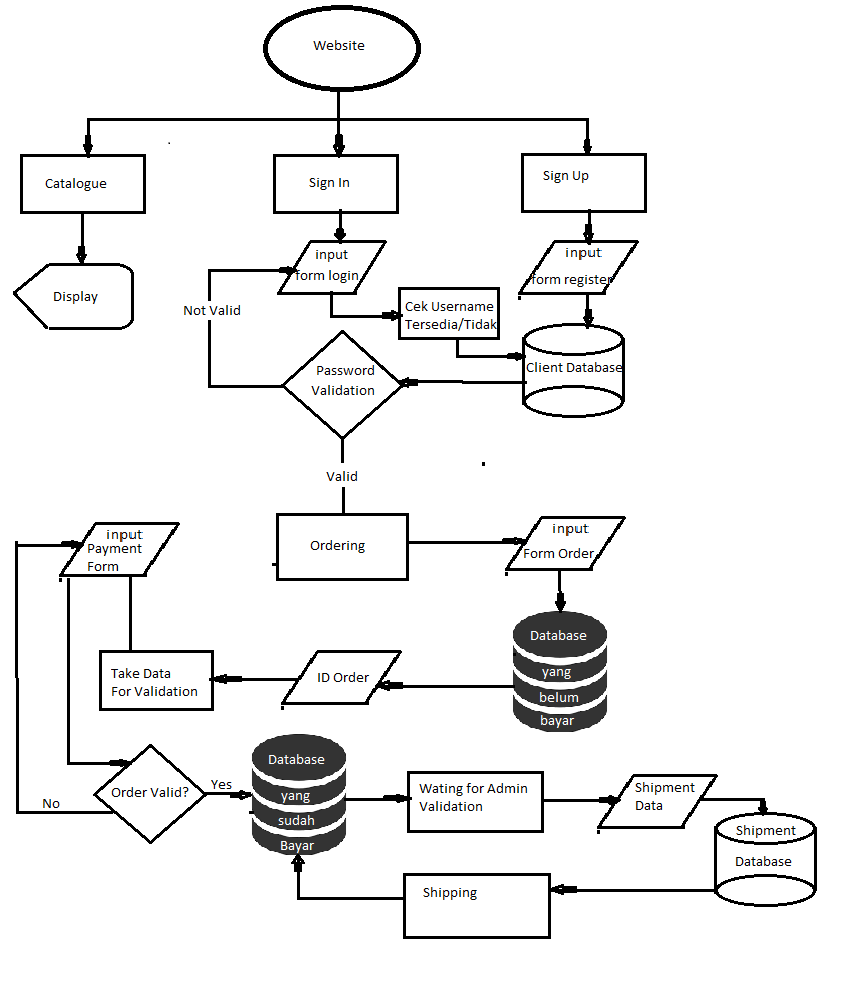 Website
Catalogue
Sign In
Sign Up
input
form login
input
form register
Display
Not Valid
Cek Username
Tersedia/Tidak
Password
Validation
Client Database
Valid
Ordering
input
Payment
Form
input
Form Order
Database
yang
belum
bayar
ID Order
Take Data
For Validation
Order Valid?
Yes
No
Database
yang
sudah
Bayar
Wating for Admin
Validation
Shipment
Data
Shipment
Database
Shipping